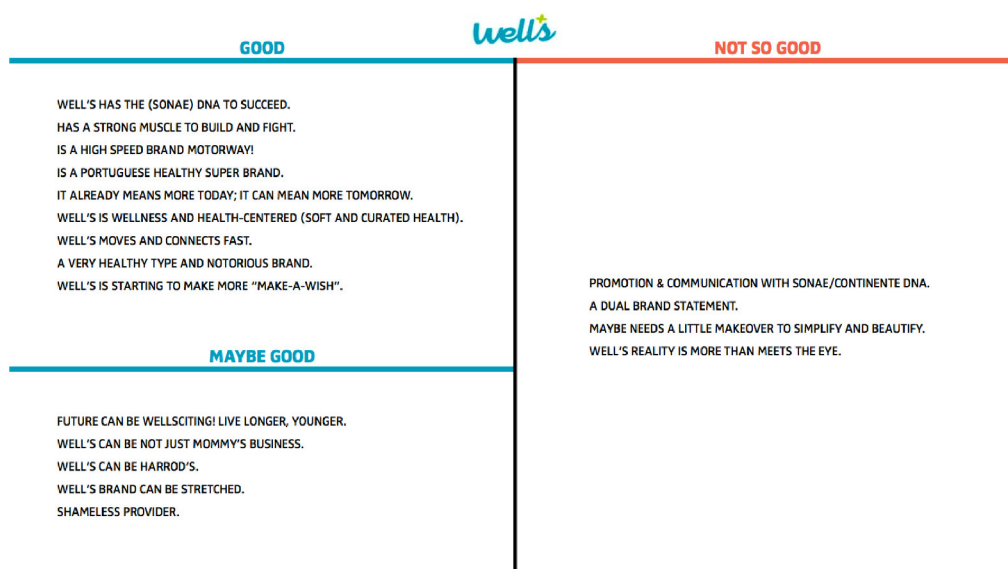 well's
GOOD
WELL'S HAS THE (SONAE) DNA TO SUCCEED.
HAS A STRONG MUSCLE TO BUILD AND FIGHT.
IS A HIGH SPEED BRAND MOTORWAY!
IS A PORTUGUESE HEALTHY SUPER BRAND.
IT ALREADY MEANS MORE TODAY; IT CAN MEAN MORE TOMORROW.
WELL'S IS WELLNESS AND HEALTH-CENTERED (SOFT AND CURATED HEALTH).
WELL'S MOVES AND CONNECTS FAST.
A VERY HEALTHY TYPE AND NOTORIOUS BRAND.
WELL'S IS STARTING TO MAKE MORE “MAKE-A-WISH”.
MAYBE GOOD
FUTURE CAN BE WELLSCITING! LIVE LONGER, YOUNGER.
WELL'S CAN BE NOT JUST MOMMY'S BUSINESS.
WELL'S CAN BE HARROD'S.
WELL'S BRAND CAN BE STRETCHED.
SHAMELESS PROVIDER.
NOT SO GOOD
PROMOTION & COMMUNICATION WITH SONAE/CONTINENTE DNA.
A DUAL BRAND STATEMENT.
MAYBE NEEDS A LITTLE MAKEOVER TO SIMPLIFY AND BEAUTIFY.
WELL'S REALITY IS MORE THAN MEETS THE EYE.